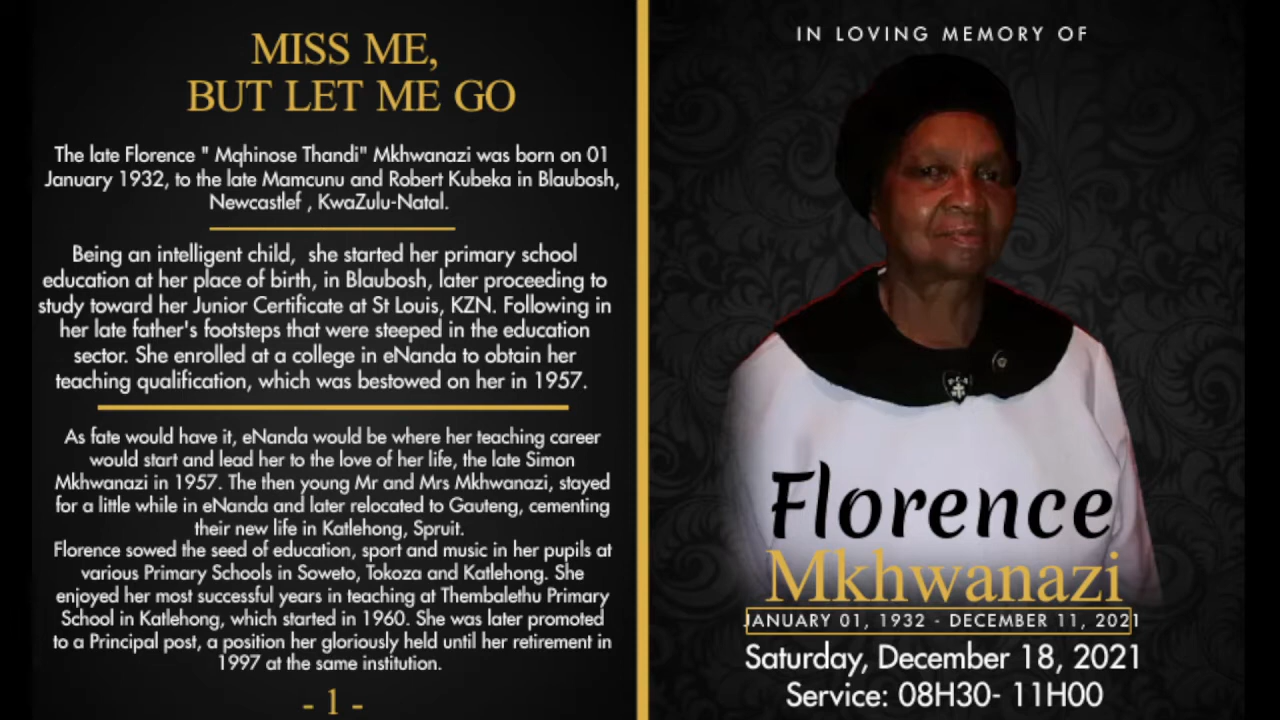 MISS ME,
BUT LET ME GO
The late Florence " Mqhinose Thandi" Mkhwanazi was born on 01
January 1932, to the late Mamcunu and Robert Kubeka in Blaubosh,
Newcastlef , KwaZulu-Natal.
Being an intelligent child, she started her primary school
education at her place of birth, in Blaubosh, later proceeding to
study toward her Junior Certificate at St Louis, KZN. Following in
her late father's footsteps that were steeped in the education
sector. She enrolled at a college in eNanda to obtain her
teaching qualification, which was bestowed on her in 1957.
As fate would have it, eNanda would be where her teaching career
would start and lead her to the love of her life, the late Simon
Mkhwanazi in 1957. The then young Mr and Mrs Mkhwanazi, stayed
for a little while in eNanda and later relocated to Gauteng, cementing
their new life in Katlehong, Spruit.
Florence sowed the seed of education, sport and music in her pupils at
various Primary Schools in Soweto, Tokoza and Katlehong. She
enjoyed her most successful years in teaching at Thembalethu Primary
School in Katlehong, which started in 1960. She was later promoted
to a Principal post, a position her gloriously held until her retirement in
1997 at the same institution.
- 1 -
IN LOVING MEMORY OF
Florence
Mkhwanazi
JANUARY 01, 1932 - DECEMBER 11, 2021
Saturday, December 18, 2021
Service: 08H30- 11H00